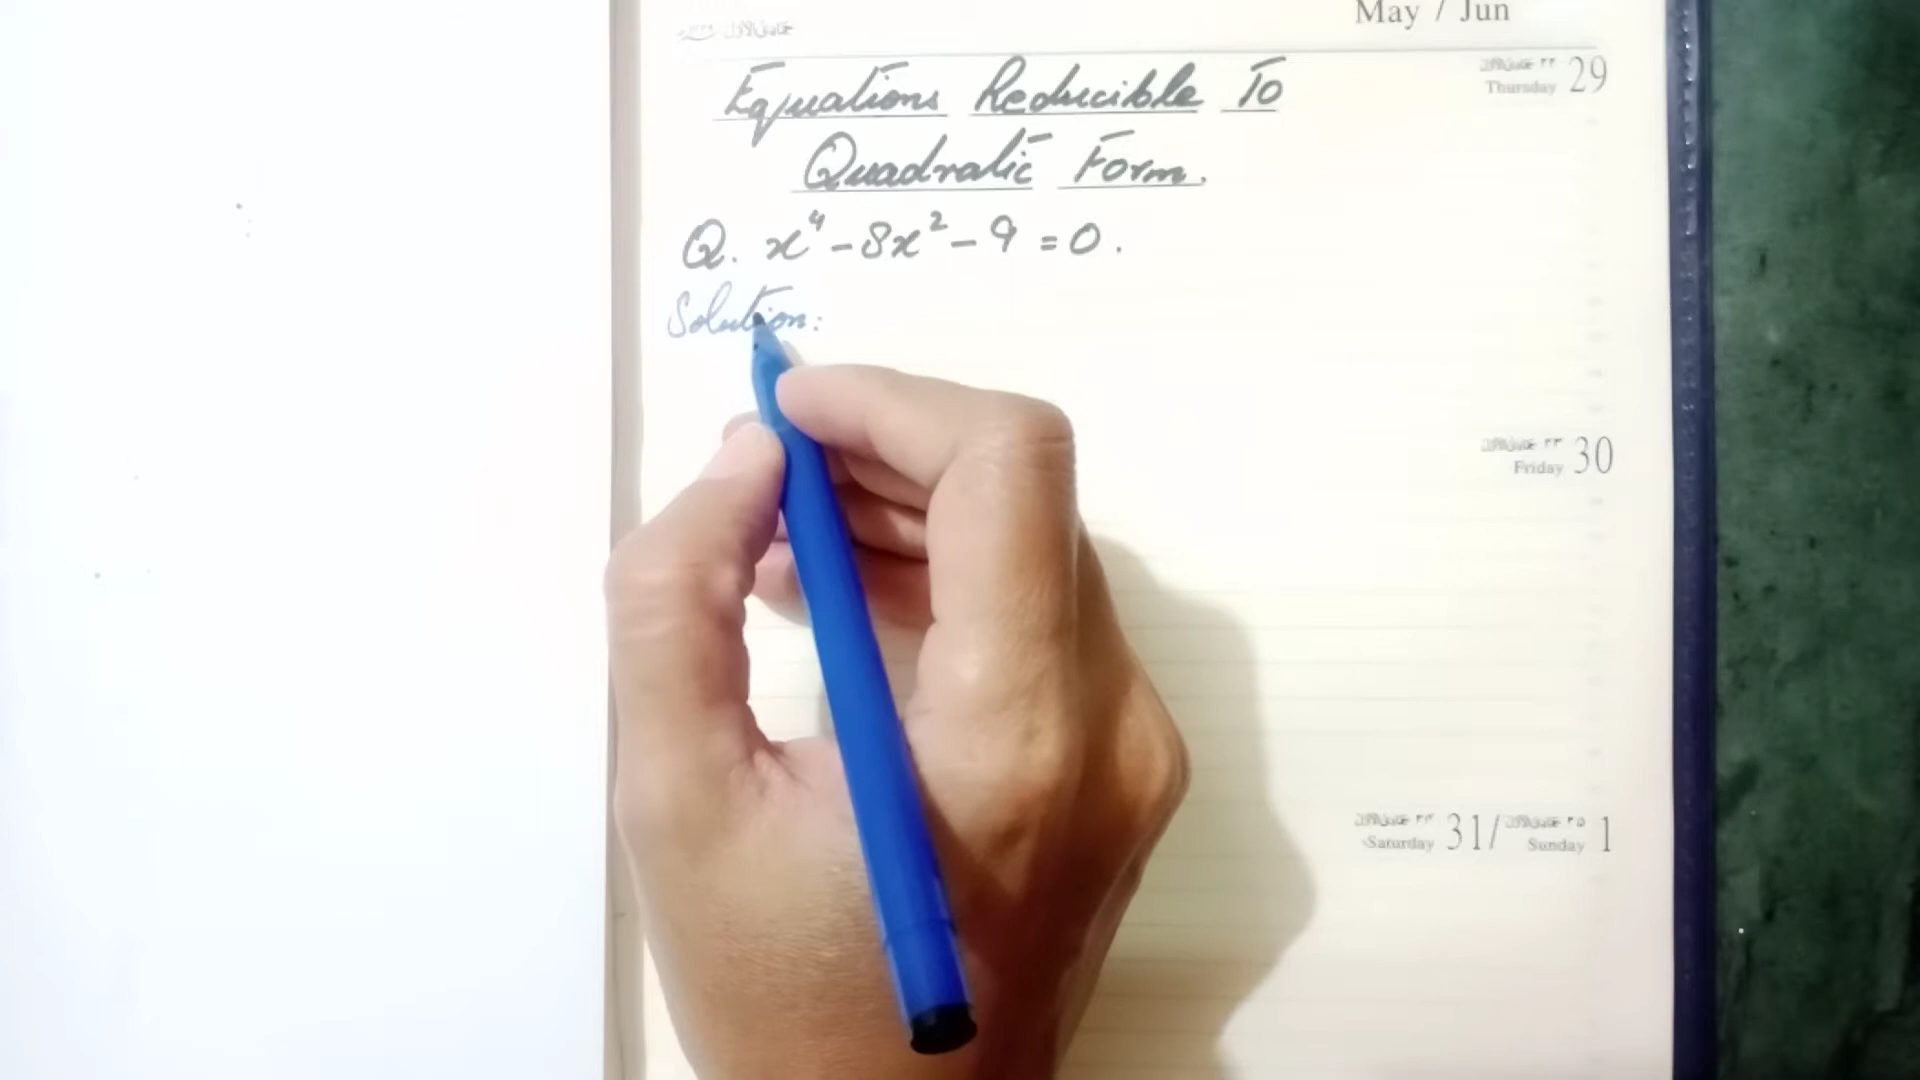 May / Jun
Equations Reducible To
Quadratic Form.
Q. x⁴ - 8x² - 9 = 0.
Solution:
29
Thursday
30
Friday
31/ 1
Saturday Sunday